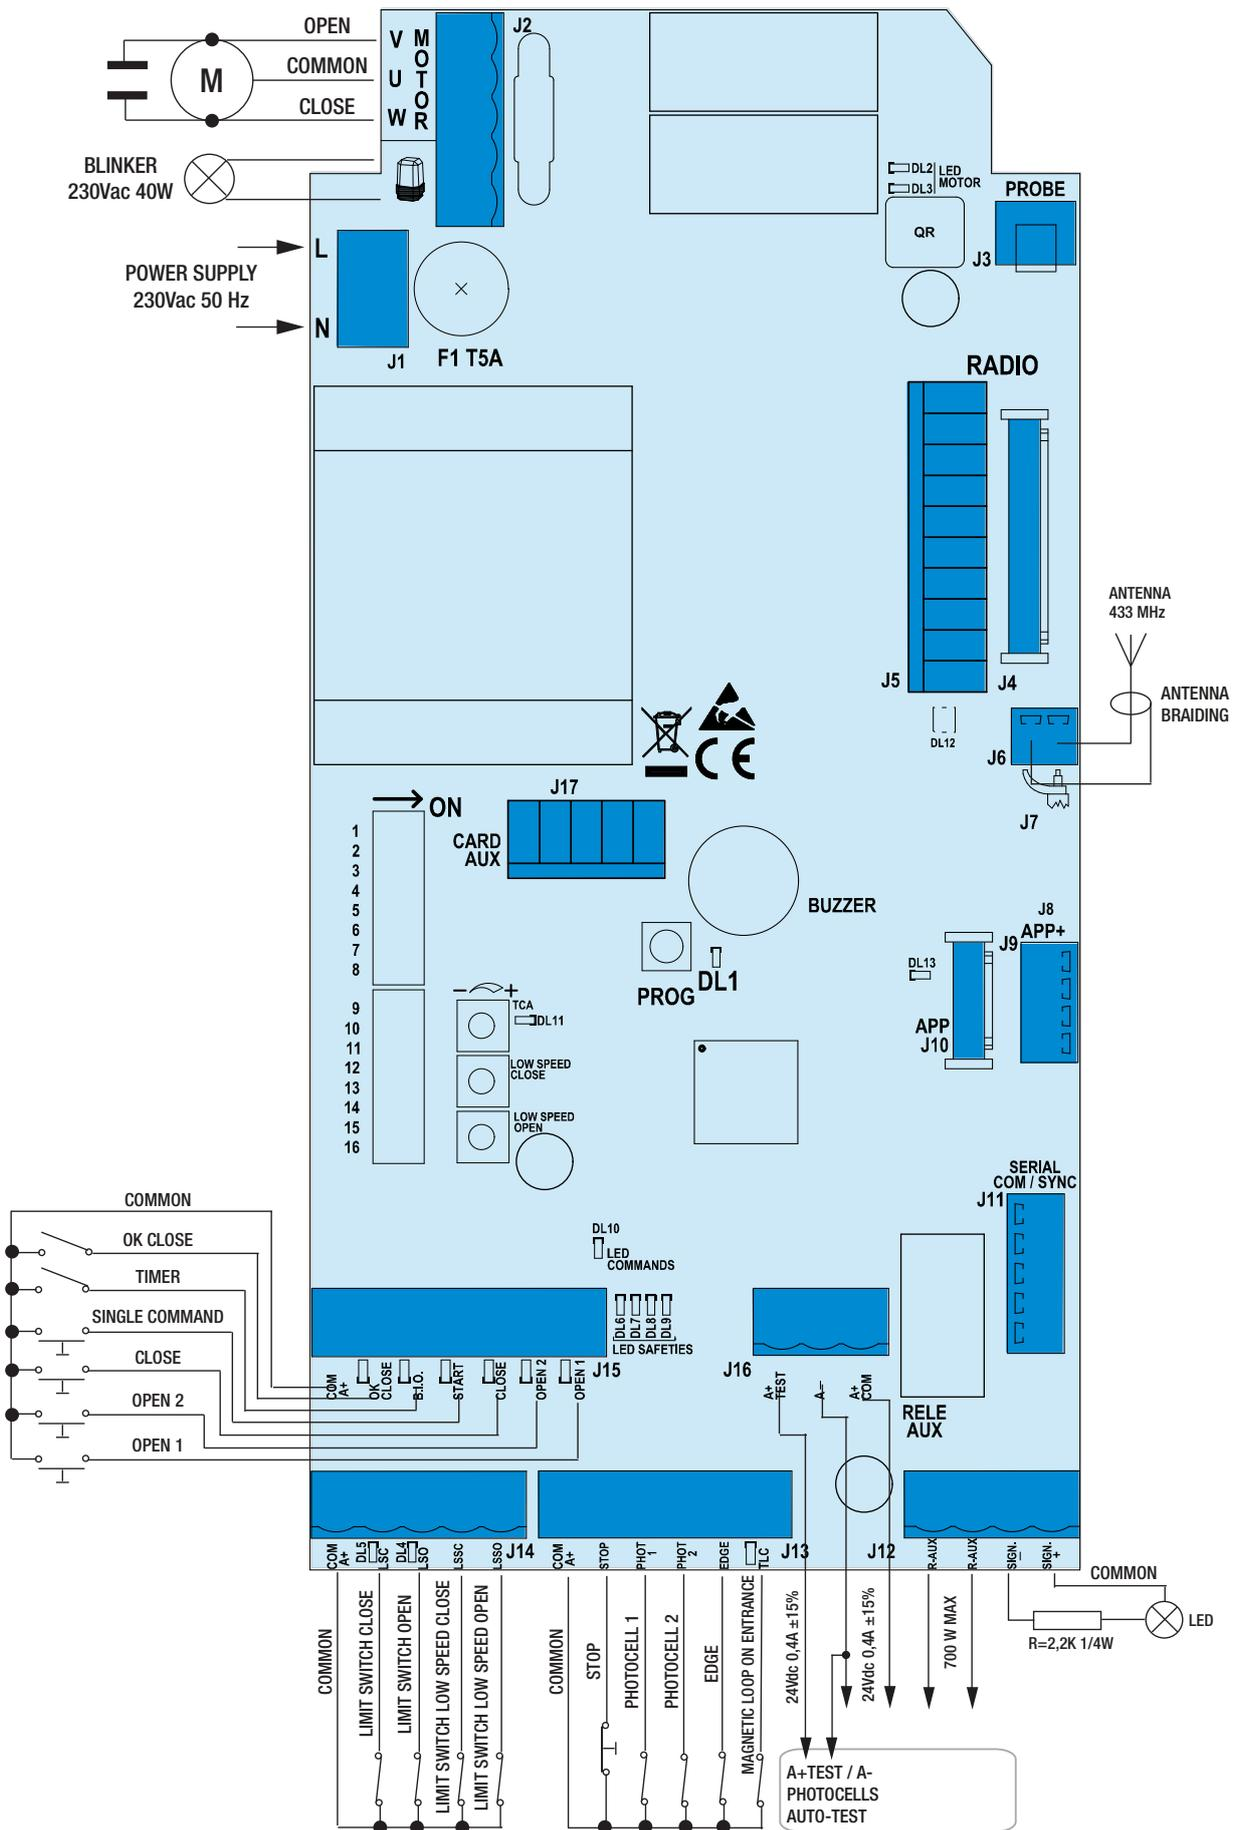 OPEN
COMMON
CLOSE
M
V
U
W
MOTOR
J2
BLINKER
230Vac 40W
DL2
DL3
LED
MOTOR
PROBE
QR
J3
L
POWER SUPPLY
230Vac 50 Hz
N
J1
F1 T5A
RADIO
J5
J4
DL12
ANTENNA
433 MHz
ANTENNA
BRAIDING
J6
J7
CE
ON
J17
CARD
AUX
1
2
3
4
5
6
7
8
9
10
11
12
13
14
15
16
BUZZER
PROG
DL1
J8
J9 APP+
DL13
APP
J10
- +
TCA
DL11
LOW SPEED
CLOSE
LOW SPEED
OPEN
SERIAL
COM / SYNC
J11
COMMON
OK CLOSE
TIMER
SINGLE COMMAND
CLOSE
OPEN 2
OPEN 1
DL10
LED
COMMANDS
DL6
DL7
DL8
DL9
LED SAFETIES
J15
COM
A+
OK
CLOSE
B.I.O.
START
CLOSE
OPEN 2
OPEN 1
J16
A+
TEST
A-
A+
COM
RELE
AUX
COM
A+
DL5
LSC
DL4
LSO
LSSC
LSSO
J14
COM
A+
STOP
PHOT
1
PHOT
2
EDGE
TLC
J13
J12
R-AUX
R-AUX
SIGN.
-
SIGN.
+
COMMON
LIMIT SWITCH CLOSE
LIMIT SWITCH OPEN
LIMIT SWITCH LOW SPEED CLOSE
LIMIT SWITCH LOW SPEED OPEN
COMMON
STOP
PHOTOCELL 1
PHOTOCELL 2
EDGE
MAGNETIC LOOP ON ENTRANCE
24Vdc 0,4A ±15%
24Vdc 0,4A ±15%
700 W MAX
COMMON
LED
R=2,2K 1/4W
A+TEST / A-
PHOTOCELLS
AUTO-TEST